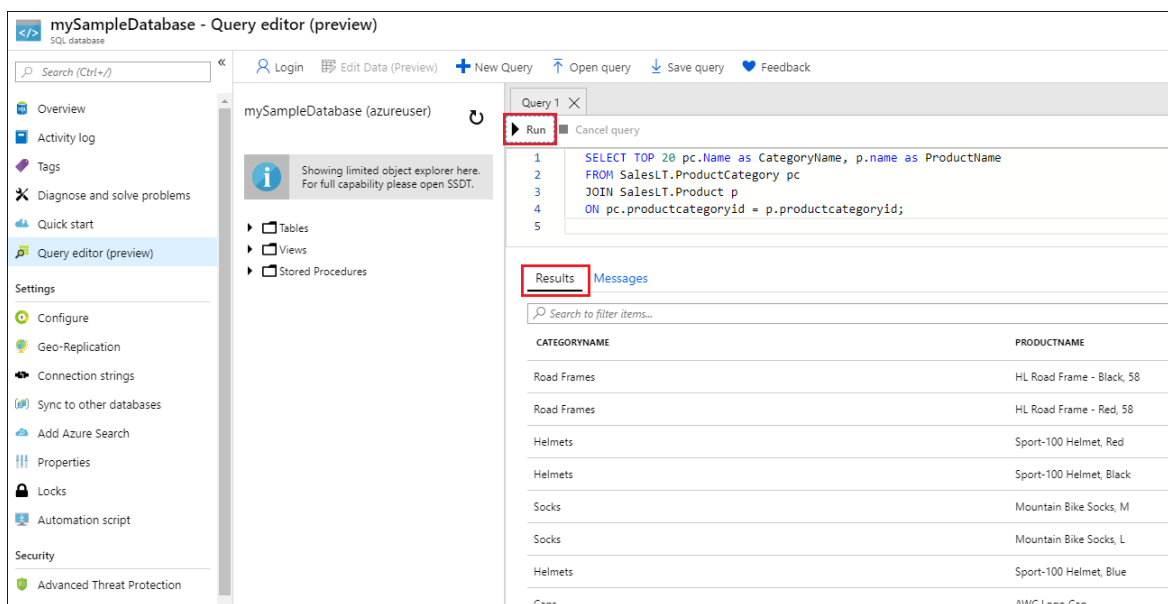 mySampleDatabase - Query editor (preview)
SQL database
Search (Ctrl+/)
«
Overview
Activity log
Tags
Diagnose and solve problems
Quick start
Query editor (preview)
Settings
Configure
Geo-Replication
Connection strings
Sync to other databases
Add Azure Search
Properties
Locks
Automation script
Security
Advanced Threat Protection
Login Edit Data (Preview) New Query Open query Save query Feedback
mySampleDatabase (azureuser)
Showing limited object explorer here.
For full capability please open SSDT.
Tables
Views
Stored Procedures
Query 1
Run Cancel query
1 SELECT TOP 20 pc.Name as CategoryName, p.name as ProductName
2 FROM SalesLT.ProductCategory pc
3 JOIN SalesLT.Product p
4 ON pc.productcategoryid = p.productcategoryid;
5
Results Messages
Search to filter items...
CATEGORYNAME PRODUCTNAME
Road Frames HL Road Frame - Black, 58
Road Frames HL Road Frame - Red, 58
Helmets Sport-100 Helmet, Red
Helmets Sport-100 Helmet, Black
Socks Mountain Bike Socks, M
Socks Mountain Bike Socks, L
Helmets Sport-100 Helmet, Blue
Caps AWC Logo Cap